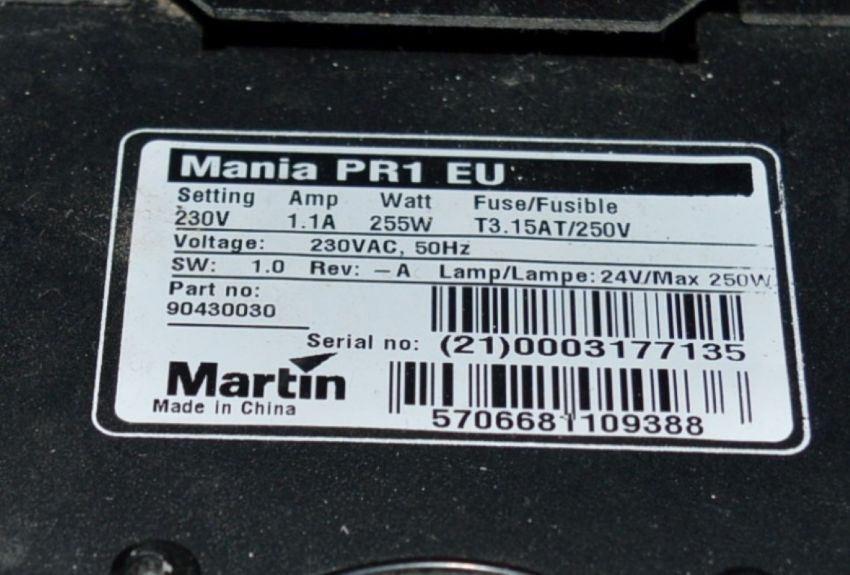 Mania PR1 EU
Setting Amp Watt Fuse/Fusible
230V 1.1A 255W T3.15AT/250V
Voltage: 230VAC, 50Hz
SW: 1.0 Rev: – A Lamp/Lampe: 24V/Max 250W
Part no:
90430030
Serial no: (21)0003177135
Martin
Made in China
5706681109388